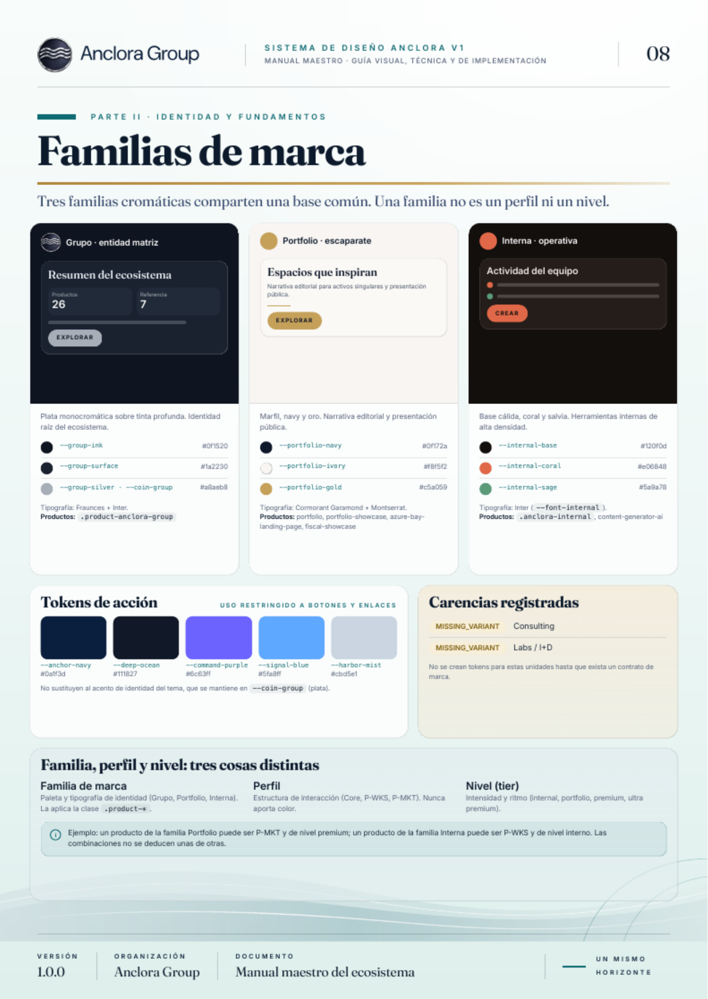 Anclora Group
SISTEMA DE DISEÑO ANCLORA V1
MANUAL MAESTRO · GUÍA VISUAL, TÉCNICA Y DE IMPLEMENTACIÓN
08
PARTE II · IDENTIDAD Y FUNDAMENTOS
Familias de marca
Tres familias cromáticas comparten una base común. Una familia no es un perfil ni un nivel.
Grupo · entidad matriz
Resumen del ecosistema
Productos
26
Referencia
7
EXPLORAR
Plata monocromática sobre tinta profunda. Identidad
raíz del ecosistema.
--group-ink #0f1520
--group-surface #1a2230
--group-silver · --coin-group #a8aeb8
Tipografía: Fraunces + Inter.
Productos: .product-anclora-group
Portfolio · escaparate
Espacios que inspiran
Narrativa editorial para activos singulares y presentación
pública.
EXPLORAR
Marfil, navy y oro. Narrativa editorial y presentación
pública.
--portfolio-navy #0f172a
--portfolio-ivory #f8f5f2
--portfolio-gold #c5a059
Tipografía: Cormorant Garamond + Montserrat.
Productos: portfolio, portfolio-showcase, azure-bay-
landing-page, fiscal-showcase
Interna · operativa
Actividad del equipo
CREAR
Base cálida, coral y salvia. Herramientas internas de
alta densidad.
--internal-base #120f0d
--internal-coral #e06848
--internal-sage #5a9a78
Tipografía: Inter ( --font-internal ).
Productos: .anclora-internal , content-generator-ai
Tokens de acción
USO RESTRINGIDO A BOTONES Y ENLACES
--anchor-navy
#0a1f3d
--deep-ocean
#111827
--command-purple
#6c63ff
--signal-blue
#5fa8ff
--harbor-mist
#cbd5e1
No sustituyen al acento de identidad del tema, que se mantiene en --coin-group (plata).
Carencias registradas
MISSING_VARIANT Consulting
MISSING_VARIANT Labs / I+D
No se crean tokens para estas unidades hasta que exista un contrato de
marca.
Familia, perfil y nivel: tres cosas distintas
Familia de marca
Paleta y tipografía de identidad (Grupo, Portfolio, Interna).
La aplica la clase .product-* .
Perfil
Estructura de interacción (Core, P-WKS, P-MKT). Nunca
aporta color.
Nivel (tier)
Intensidad y ritmo (internal, portfolio, premium, ultra
premium).
Ejemplo: un producto de la familia Portfolio puede ser P-MKT y de nivel premium; un producto de la familia Interna puede ser P-WKS y de nivel interno. Las
combinaciones no se deducen unas de otras.
VERSIÓN
1.0.0
ORGANIZACIÓN
Anclora Group
DOCUMENTO
Manual maestro del ecosistema
UN MISMO
HORIZONTE